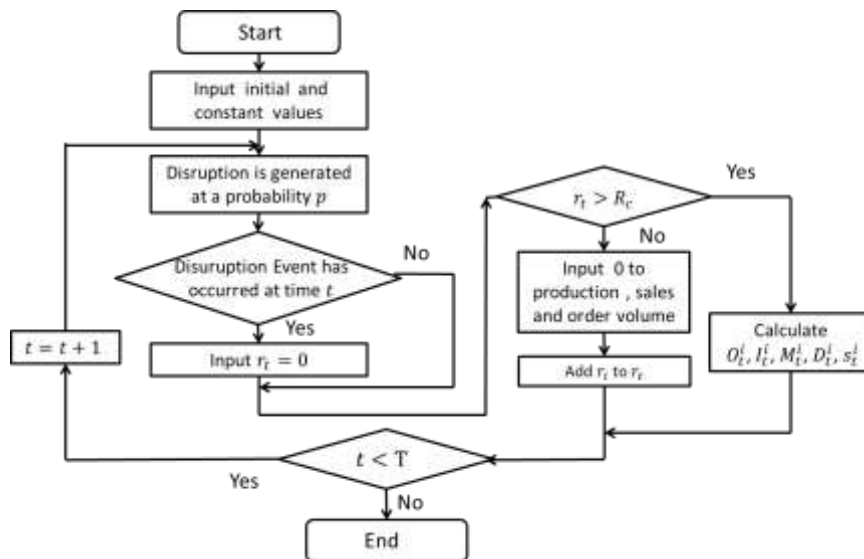 Start
Input initial and
constant values
Disruption is generated
at a probability p
Disuruption Event has
occurred at time t
No
Yes
Input r_t = 0
t = t + 1
r_t > R_c
Yes
No
Input 0 to
production , sales
and order volume
Add r_t to r_t
Calculate
O_t^i, I_t^i, M_t^i, D_t^i, s_t^i
t < T
Yes
No
End